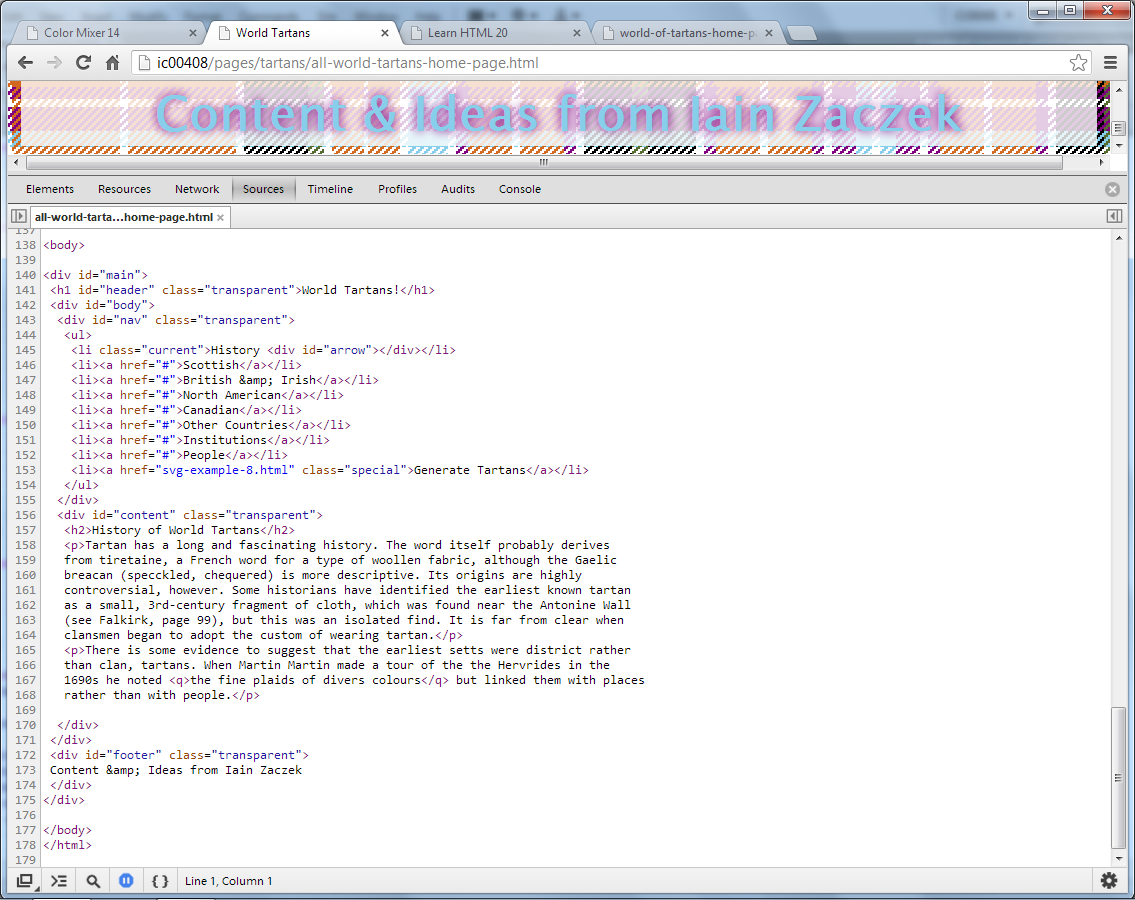 Color Mixer 14
World Tartans
Learn HTML 20
world-of-tartans-home-p
ic00408/pages/tartans/all-world-tartans-home-page.html
Content & Ideas from Iain Zaczek
Elements Resources Network Sources Timeline Profiles Audits Console
all-world-tarta...home-page.html
137
138 <body>
139
140 <div id="main">
141 <h1 id="header" class="transparent">World Tartans!</h1>
142 <div id="body">
143 <div id="nav" class="transparent">
144 <ul>
145 <li class="current">History <div id="arrow"></div></li>
146 <li><a href="#">Scottish</a></li>
147 <li><a href="#">British &amp; Irish</a></li>
148 <li><a href="#">North American</a></li>
149 <li><a href="#">Canadian</a></li>
150 <li><a href="#">Other Countries</a></li>
151 <li><a href="#">Institutions</a></li>
152 <li><a href="#">People</a></li>
153 <li><a href="svg-example-8.html" class="special">Generate Tartans</a></li>
154 </ul>
155 </div>
156 <div id="content" class="transparent">
157 <h2>History of World Tartans</h2>
158 <p>Tartan has a long and fascinating history. The word itself probably derives
159 from tiretaine, a French word for a type of woollen fabric, although the Gaelic
160 breacan (specckled, chequered) is more descriptive. Its origins are highly
161 controversial, however. Some historians have identified the earliest known tartan
162 as a small, 3rd-century fragment of cloth, which was found near the Antonine Wall
163 (see Falkirk, page 99), but this was an isolated find. It is far from clear when
164 clansmen began to adopt the custom of wearing tartan.</p>
165 <p>There is some evidence to suggest that the earliest setts were district rather
166 than clan, tartans. When Martin Martin made a tour of the the Hervrides in the
167 1690s he noted <q>the fine plaids of divers colours</q> but linked them with places
168 rather than with people.</p>
169
170 </div>
171 </div>
172 <div id="footer" class="transparent">
173 Content &amp; Ideas from Iain Zaczek
174 </div>
175 </div>
176
177 </body>
178 </html>
179
Line 1, Column 1